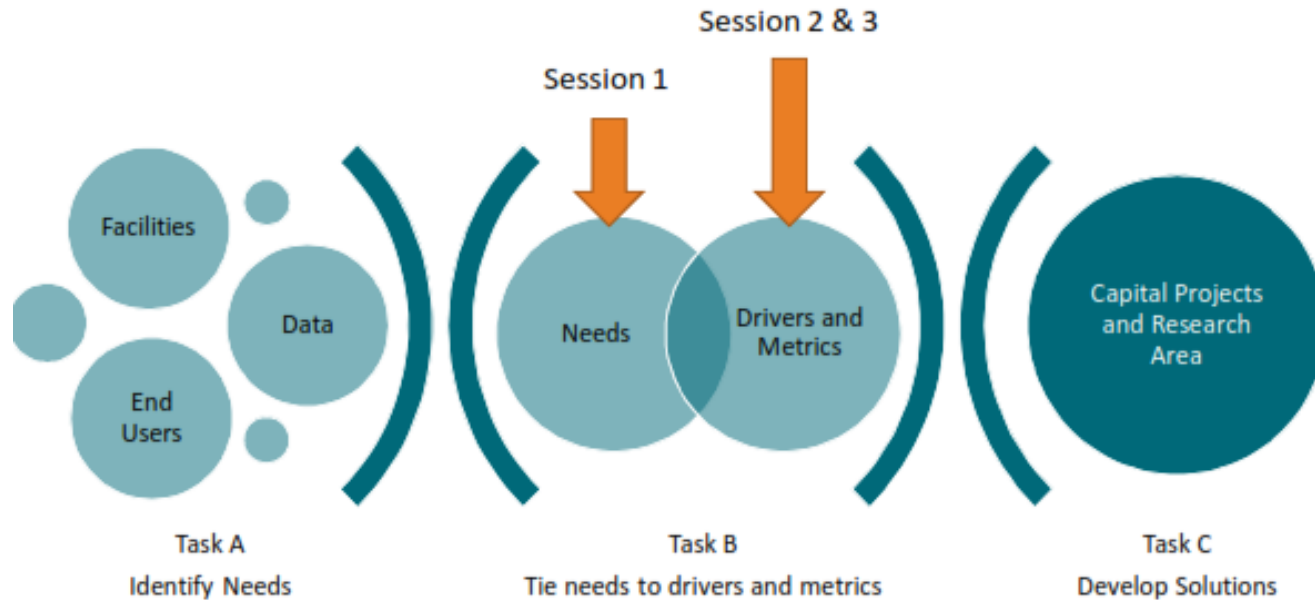 Session 2 & 3
Session 1
Facilities
Data
End
Users
Needs
Drivers and
Metrics
Capital Projects
and Research
Area
Task A
Identify Needs
Task B
Tie needs to drivers and metrics
Task C
Develop Solutions